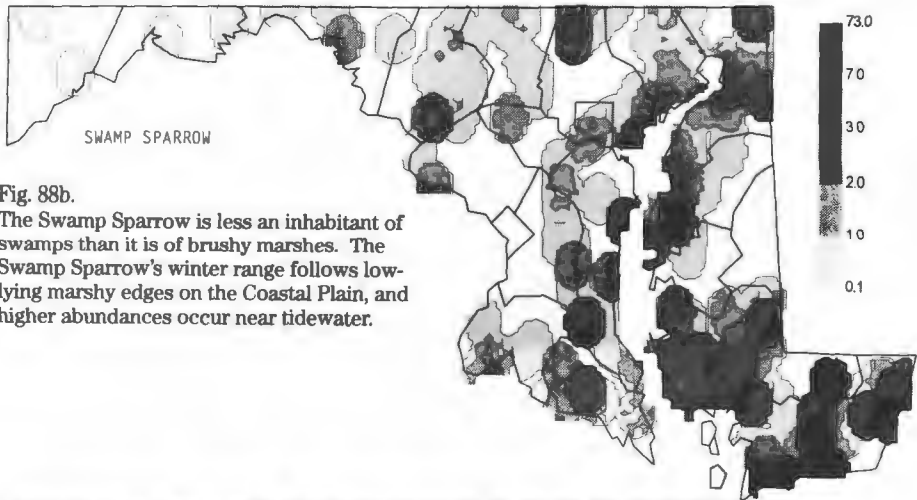 73.0
7.0
3.0
2.0
1.0
0.1
SWAMP SPARROW
Fig. 88b.
The Swamp Sparrow is less an inhabitant of
swamps than it is of brushy marshes. The
Swamp Sparrow's winter range follows low-
lying marshy edges on the Coastal Plain, and
higher abundances occur near tidewater.